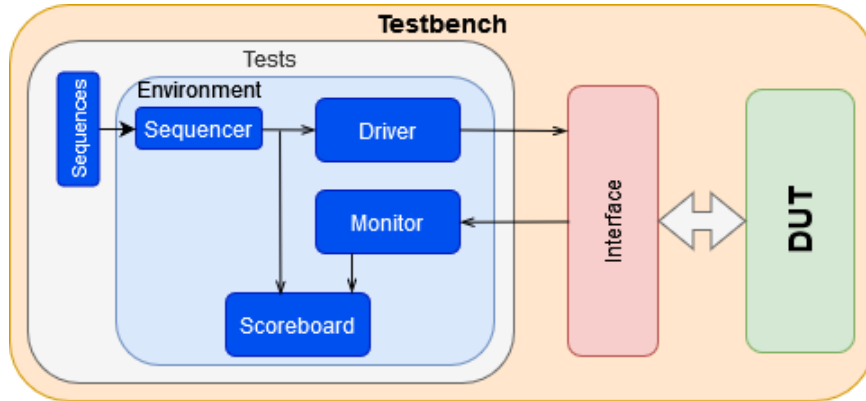 Testbench
Tests
Environment
Sequences
Sequencer
Driver
Monitor
Scoreboard
Interface
DUT